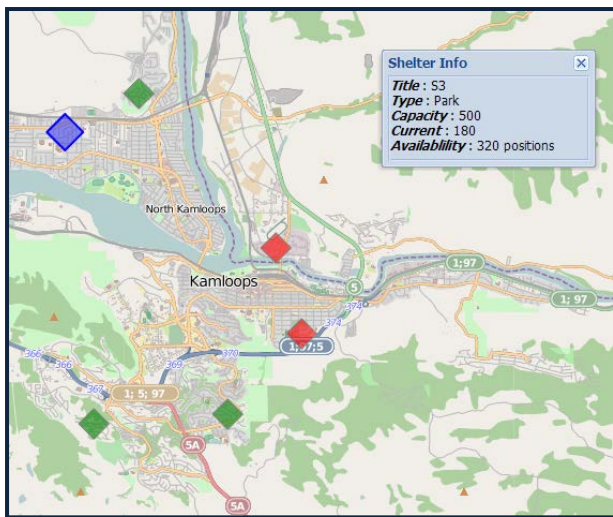 Shelter Info
Title : S3
Type : Park
Capacity : 500
Current : 180
Availablility : 320 positions
North Kamloops
Kamloops
1;97
5
1; 97
374
374
1;97;5
370
369
366
366
367
1; 5; 97
5A
5A